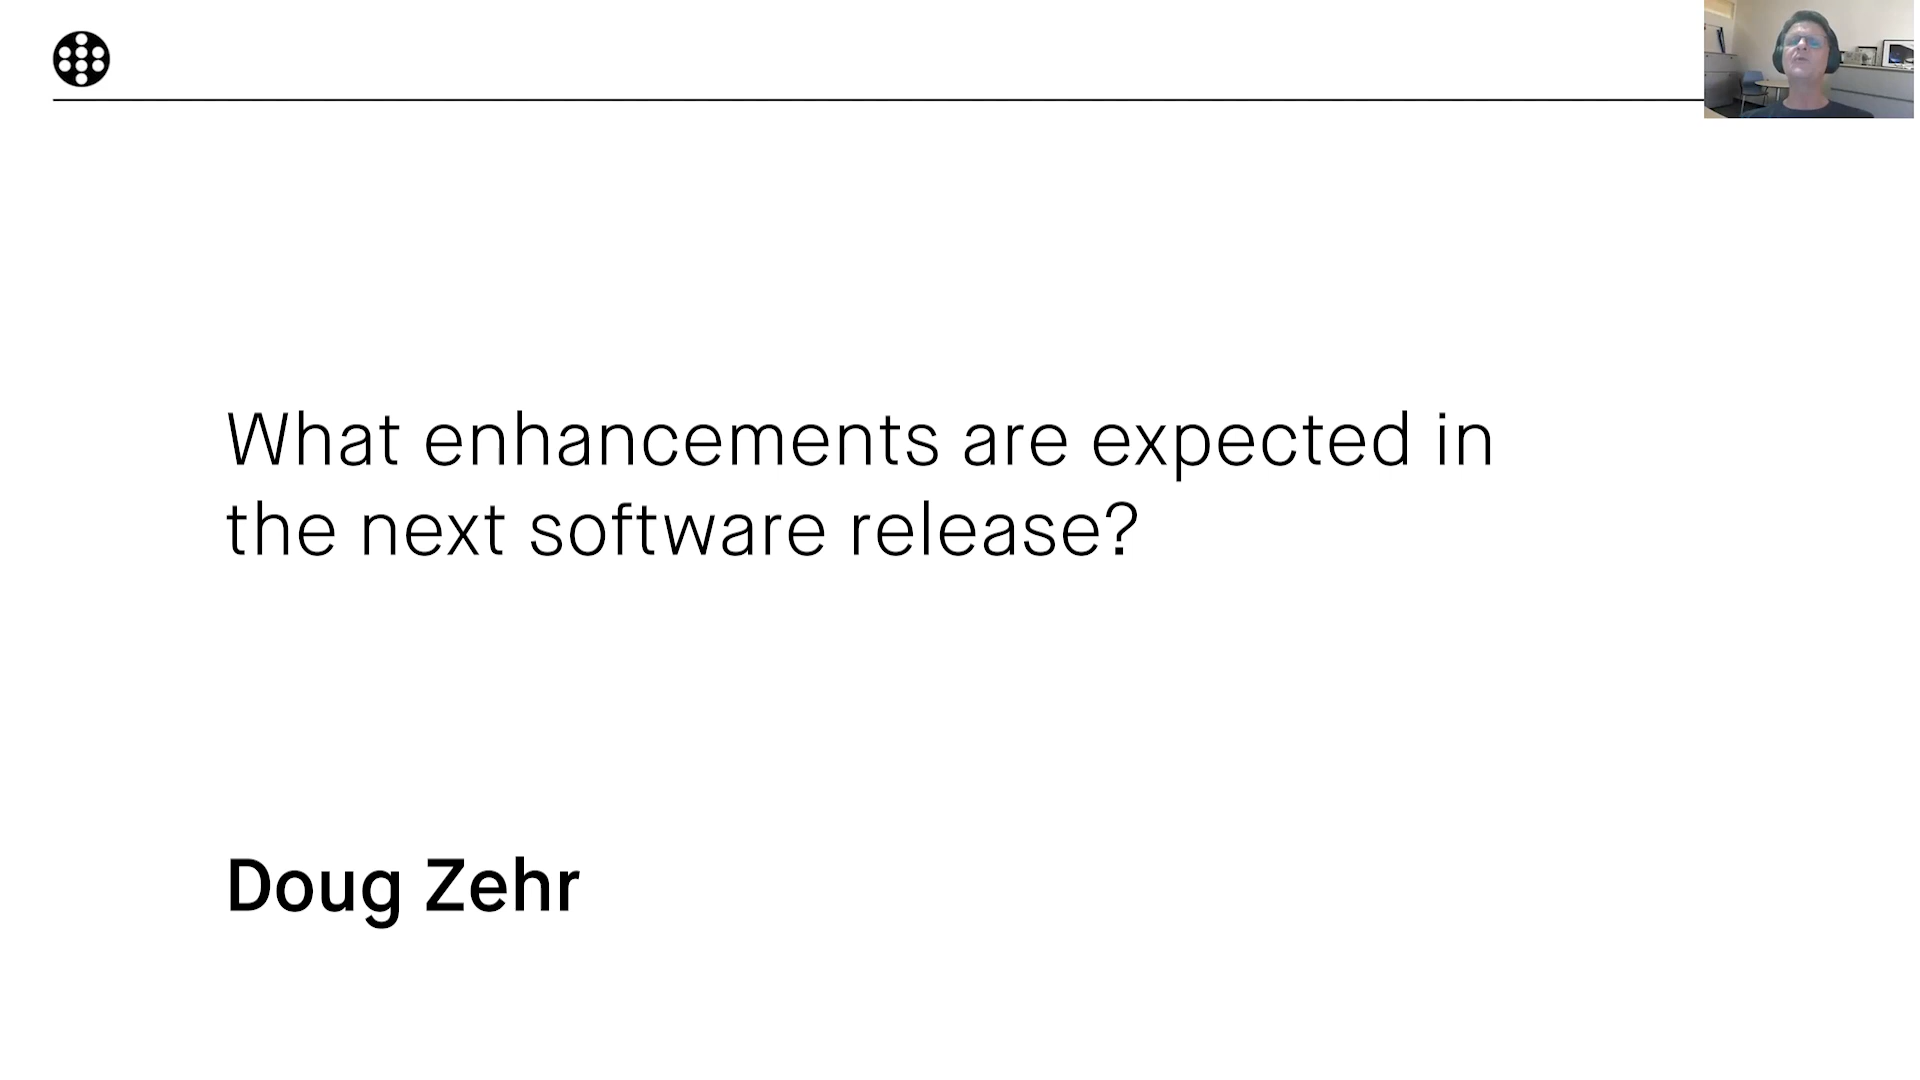 What enhancements are expected in
the next software release?
Doug Zehr